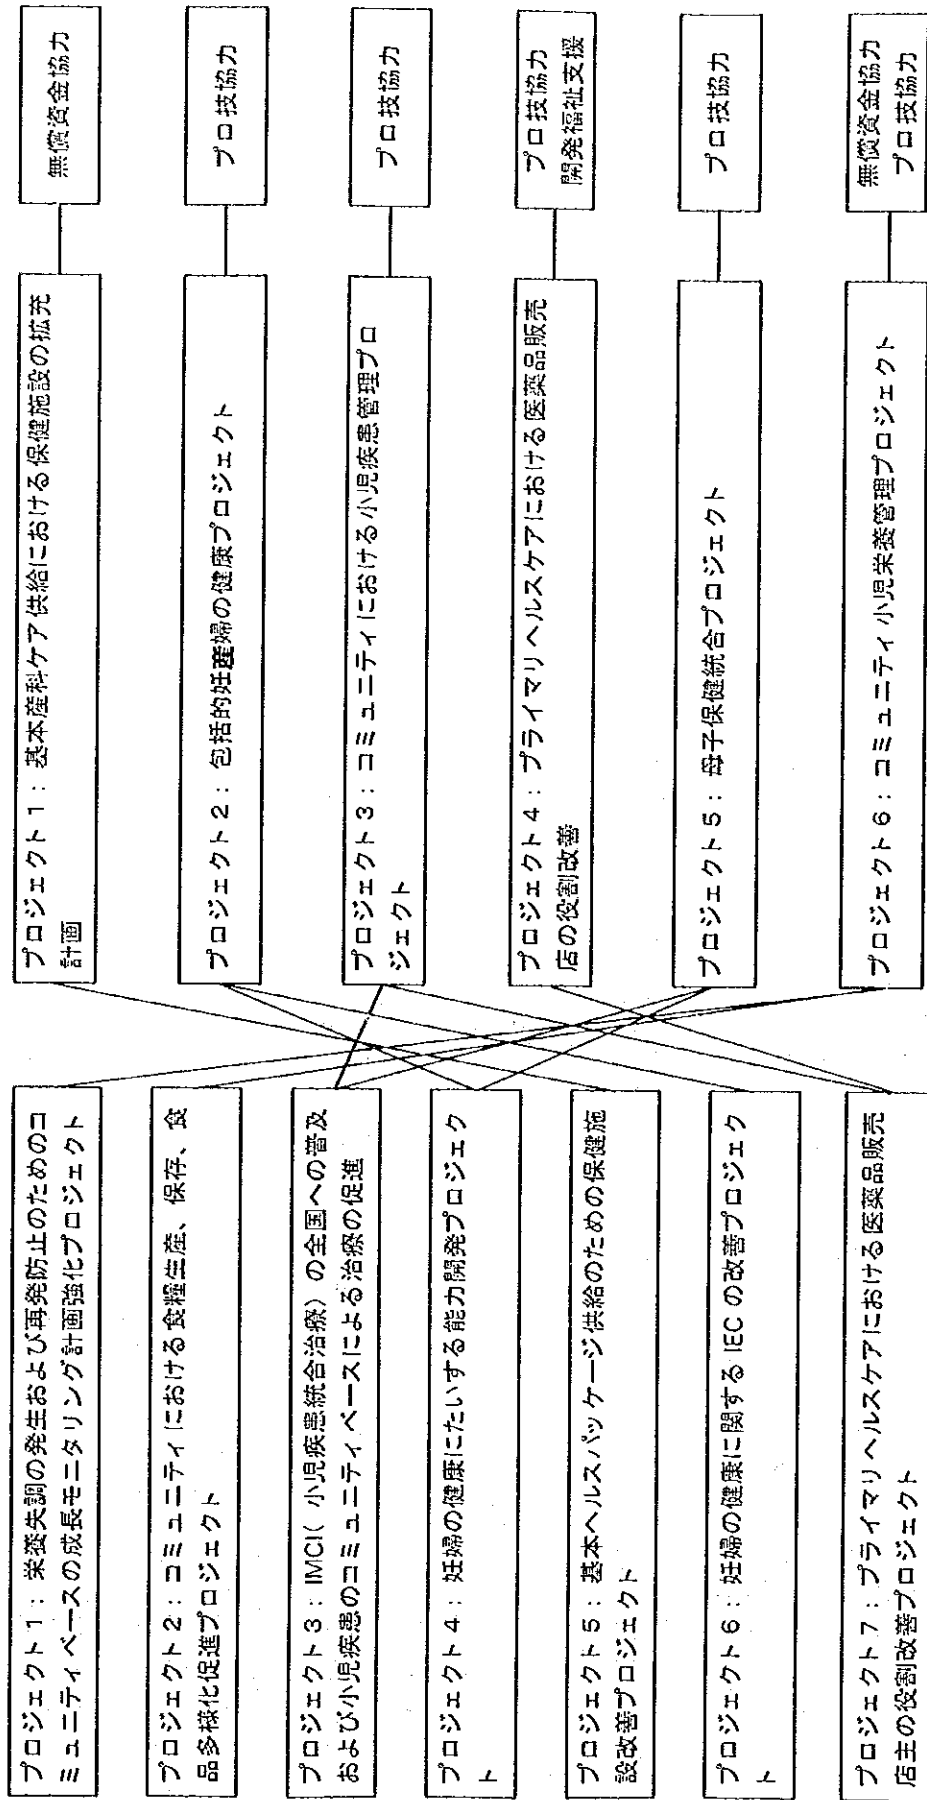 プロジェクト1：栄養失調の発生および再発防止のためのコ
ミュニティベースの成長モニタリング計画強化プロジェクト
プロジェクト2：コミュニティにおける食糧生産、保存、食
品多様化促進プロジェクト
プロジェクト3：IMCI（小児疾患統合治療）の全国への普及
および小児疾患のコミュニティベースによる治療の促進
プロジェクト4：妊婦の健康にたいする能力開発プロジェク
ト
プロジェクト5：基本ヘルスパッケージ供給のための保健施
設改善プロジェクト
プロジェクト6：妊婦の健康に関するIECの改善プロジェク
ト
プロジェクト7：プライマリヘルスケアにおける医薬品販売
店主の役割改善プロジェクト
プロジェクト1：基本産科ケア供給における保健施設の拡充
計画
プロジェクト2：包括的妊産婦の健康プロジェクト
プロジェクト3：コミュニティにおける小児疾患管理プロ
ジェクト
プロジェクト4：プライマリヘルスケアにおける医薬品販売
店の役割改善
プロジェクト5：母子保健統合プロジェクト
プロジェクト6：コミュニティ小児栄養管理プロジェクト
無償資金協力
プロ技協力
プロ技協力
プロ技協力
開発福祉支援
プロ技協力
無償資金協力
プロ技協力